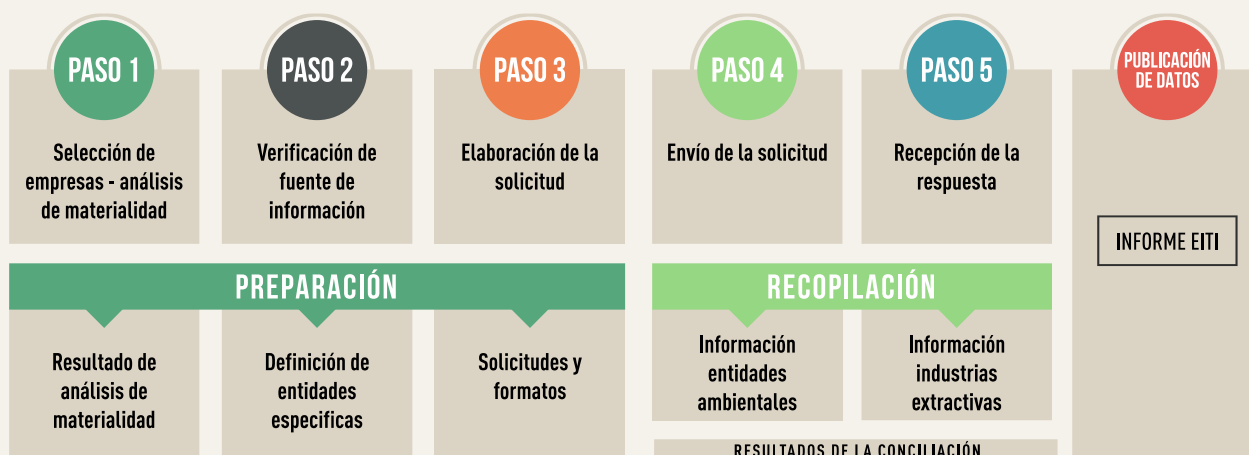 PASO 1
PASO 2
PASO 3
PASO 4
PASO 5
PUBLICACIÓN
DE DATOS
Selección de
empresas - análisis
de materialidad
Verificación de
fuente de
información
Elaboración de la
solicitud
Envío de la solicitud
Recepción de la
respuesta
INFORME EITI
PREPARACIÓN
RECOPILACIÓN
Resultado de
análisis de
materialidad
Definición de
entidades
especificas
Solicitudes y
formatos
Información
entidades
ambientales
Información
industrias
extractivas
RESULTADOS DE LA CONCILIACIÓN